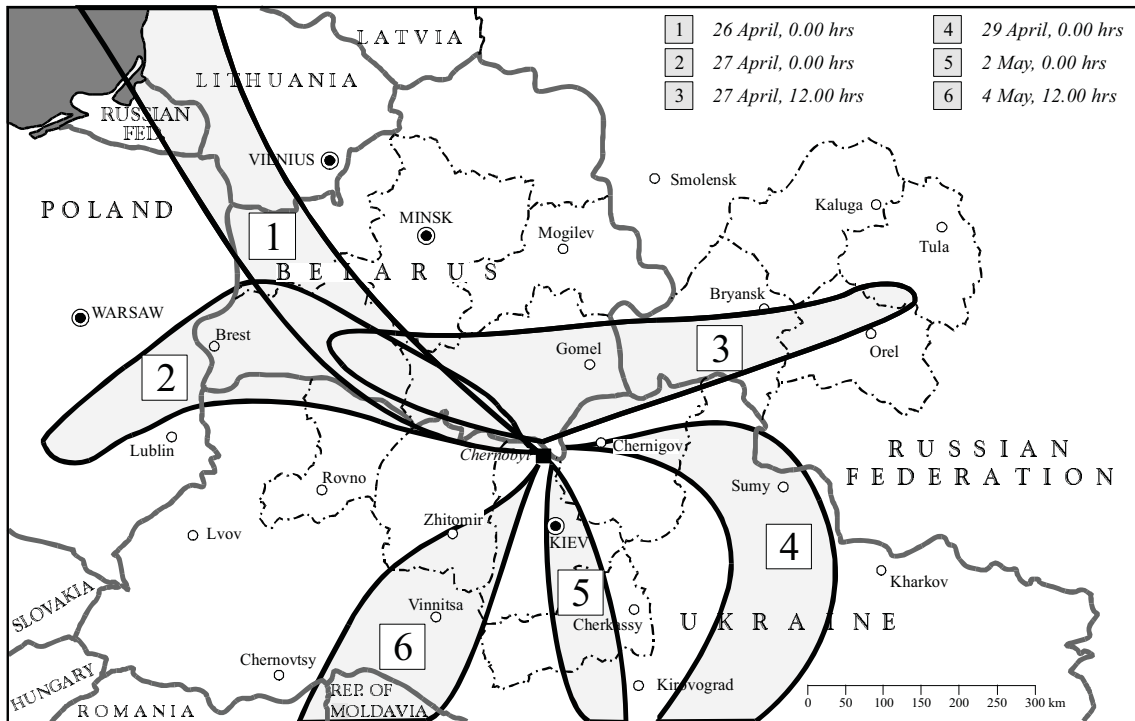 LATVIA
1 26 April, 0.00 hrs
2 27 April, 0.00 hrs
3 27 April, 12.00 hrs
4 29 April, 0.00 hrs
5 2 May, 0.00 hrs
6 4 May, 12.00 hrs
LITHUANIA
RUSSIAN
FED.
VILNIUS
Smolensk
POLAND
MINSK
Mogilev
Kaluga
Tula
1
BELARUS
WARSAW
Brest
Bryansk
Gomel
3
Orel
2
Lublin
Chernobyl
Chernigov
RUSSIAN
FEDERATION
Rovno
Sumy
Lvov
Zhitomir
KIEV
4
Kharkov
SLOVAKIA
Vinnitsa
5
Cherkassy
UKRAINE
6
HUNGARY
Chernovtsy
REP. OF
MOLDAVIA
Kirovograd
ROMANIA
0 50 100 150 200 250 300 km